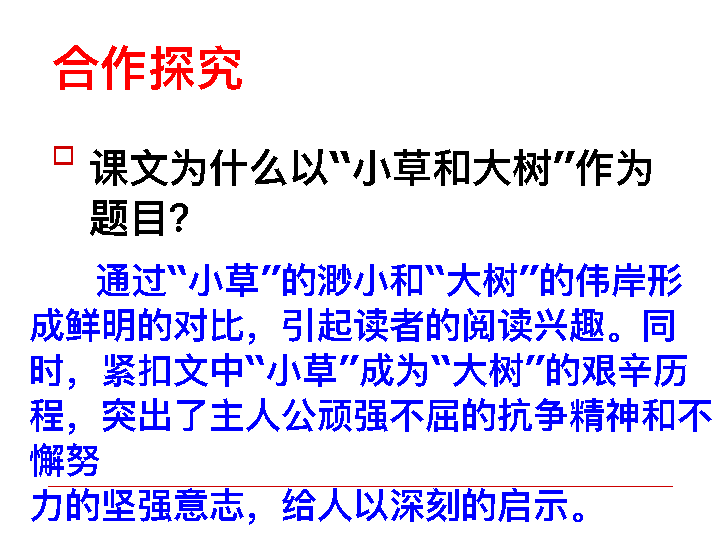 合作探究
课文为什么以“小草和大树”作为
题目?
通过“小草”的渺小和“大树”的伟岸形
成鲜明的对比，引起读者的阅读兴趣。同
时，紧扣文中“小草”成为“大树”的艰辛历
程，突出了主人公顽强不屈的抗争精神和不
懈努
力的坚强意志，给人以深刻的启示。